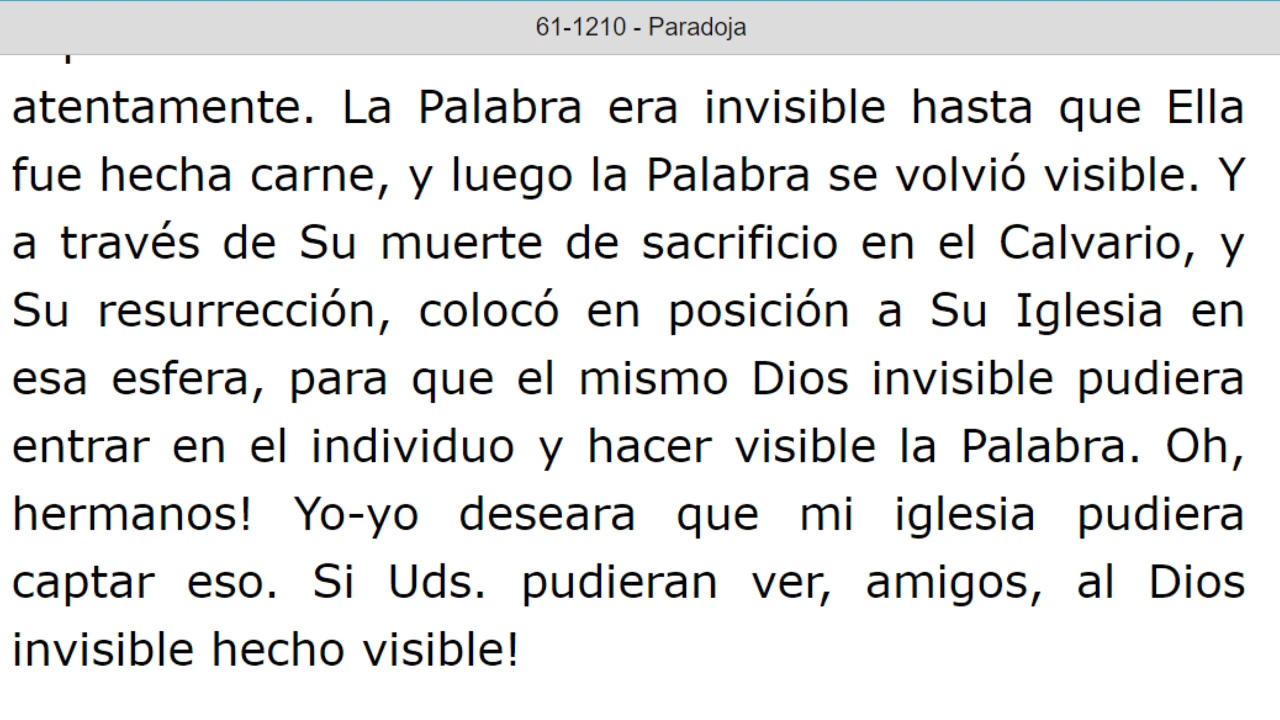 61-1210 - Paradoja
atentamente. La Palabra era invisible hasta que Ella
fue hecha carne, y luego la Palabra se volvió visible. Y
a través de Su muerte de sacrificio en el Calvario, y
Su resurrección, colocó en posición a Su Iglesia en
esa esfera, para que el mismo Dios invisible pudiera
entrar en el individuo y hacer visible la Palabra. Oh,
hermanos! Yo-yo deseara que mi iglesia pudiera
captar eso. Si Uds. pudieran ver, amigos, al Dios
invisible hecho visible!